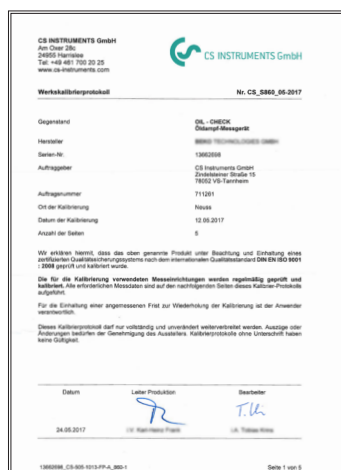 CS INSTRUMENTS GmbH
Am Oxer 28c
24955 Harrislee
Tel: +49 461 700 20 25
www.cs-instruments.com
CS INSTRUMENTS GmbH
Werkskalibrierprotokoll Nr. CS_S860_05-2017
Gegenstand OIL - CHECK
Öldampf-Messgerät
Hersteller
Serien-Nr. 13662698
Auftraggeber CS Instruments GmbH
Zindelsteiner Straße 15
78052 VS-Tannheim
Auftragsnummer 711261
Ort der Kalibrierung Neuss
Datum der Kalibrierung 12.05.2017
Anzahl der Seiten 5
Wir erklären hiermit, dass das oben genannte Produkt unter Beachtung und Einhaltung eines
zertifizierten Qualitätssicherungssystems nach dem internationalen Qualitätsstandard DIN EN ISO 9001
: 2008 geprüft und kalibriert wurde.
Die für die Kalibrierung verwendeten Messeinrichtungen werden regelmäßig geprüft und
kalibriert. Alle erforderlichen Messdaten sind auf den nachfolgenden Seiten dieses Kalibrier-Protokolls
aufgeführt.
Für die Einhaltung einer angemessenen Frist zur Wiederholung der Kalibrierung ist der Anwender
verantwortlich.
Dieses Kalibrierprotokoll darf nur vollständig und unverändert weiterverbreitet werden. Auszüge oder
Änderungen bedürfen der Genehmigung des Ausstellers. Kalibrierprotokolle ohne Unterschrift haben
keine Gültigkeit.
Datum Leiter Produktion Bearbeiter
24.05.2017
13662698_CS-505-1013-FP-A_860-1 Seite 1 von 5